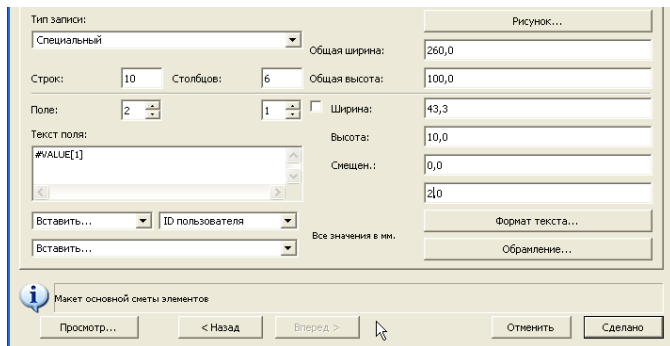 Тип записи:
Рисунок...
Специальный
Общая ширина:
260,0
Строк:
10
Столбцов:
6
Общая высота:
100,0
Поле:
2
1
Ширина:
43,3
Текст поля:
Высота:
10,0
#VALUE[1]
Смещен.:
0,0
2,0
Вставить...
ID пользователя
Формат текста...
Все значения в мм.
Вставить...
Обрамление...
Макет основной сметы элементов
Просмотр...
< Назад
Вперед >
Отменить
Сделано